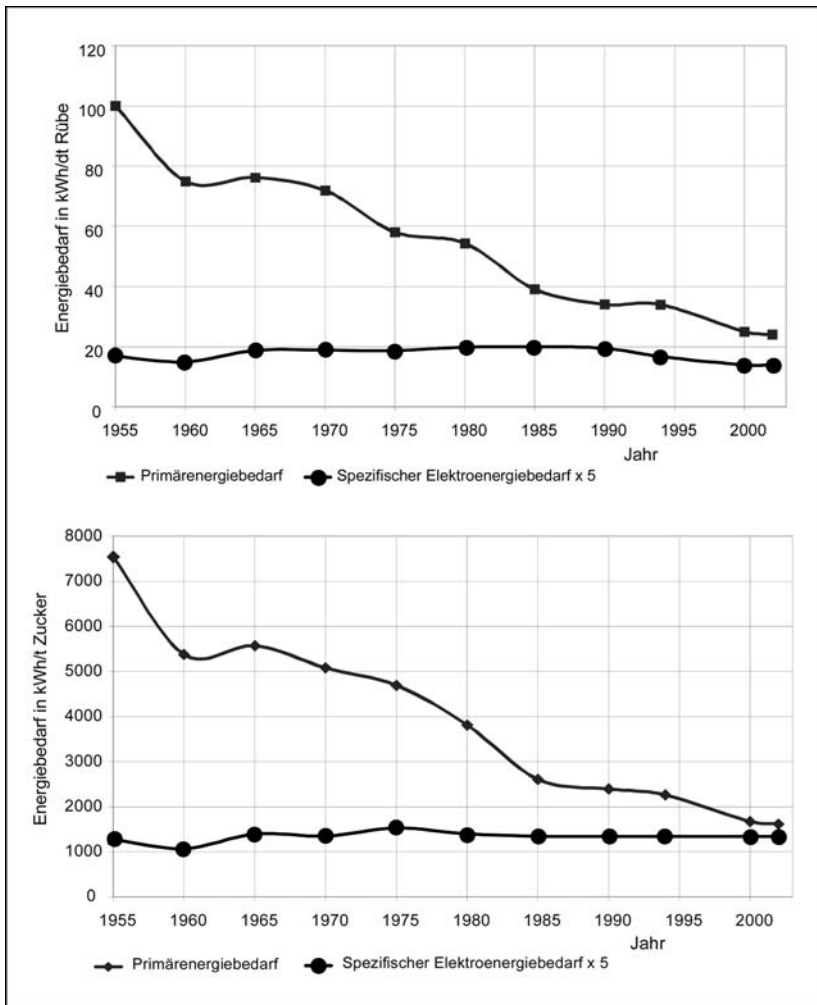 120
100
80
60
40
20
0
Energiebedarf in kWh/dt Rübe
1955 1960 1965 1970 1975 1980 1985 1990 1995 2000
Jahr
Primärenergiebedarf Spezifischer Elektroenergiebedarf x 5
8000
7000
6000
5000
4000
3000
2000
1000
0
Energiebedarf in kWh/t Zucker
1955 1960 1965 1970 1975 1980 1985 1990 1995 2000
Jahr
Primärenergiebedarf Spezifischer Elektroenergiebedarf x 5